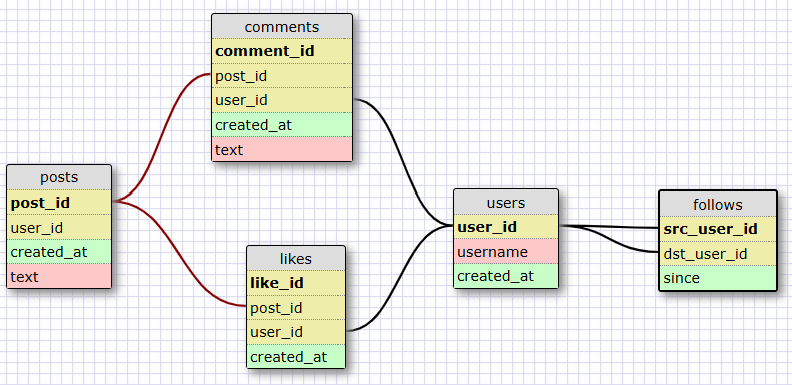 comments
comment_id
post_id
user_id
created_at
text
posts
post_id
user_id
created_at
text
likes
like_id
post_id
user_id
created_at
users
user_id
username
created_at
follows
src_user_id
dst_user_id
since